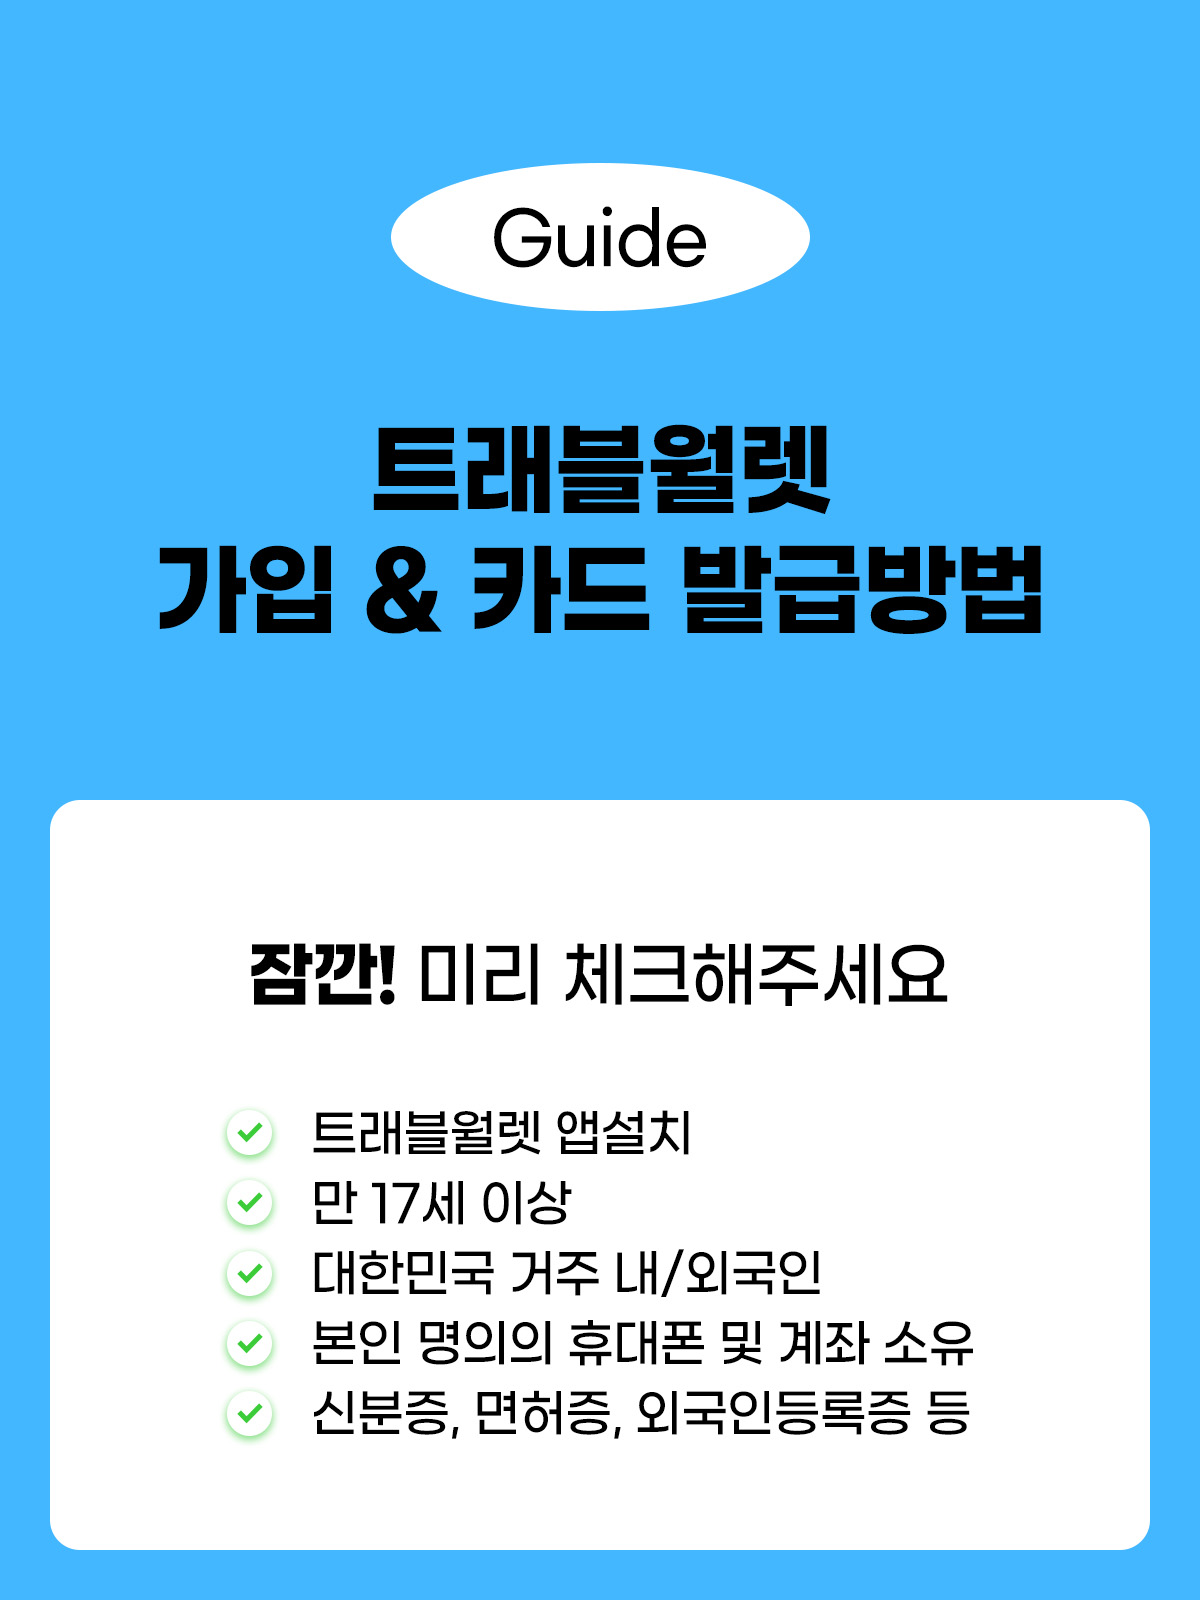 Guide
트래블월렛
가입 & 카드 발급방법
잠깐! 미리 체크해주세요
트래블월렛 앱설치
만 17세 이상
대한민국 거주 내/외국인
본인 명의의 휴대폰 및 계좌 소유
신분증, 면허증, 외국인등록증 등